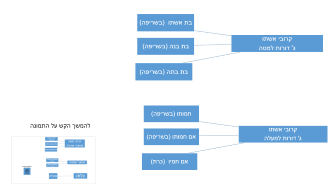 בת אשתו (בשריפה)
בת בנה (בשריפה)
בת בתה (בשריפה)
קרובי אשתו
ג' דורות למטה
חמותו (בשריפה)
אם חמותו (בשריפה)
אם חמיו (כרת)
קרובי אשתו
ג' דורות למעלה
להמשך הקש על התמונה